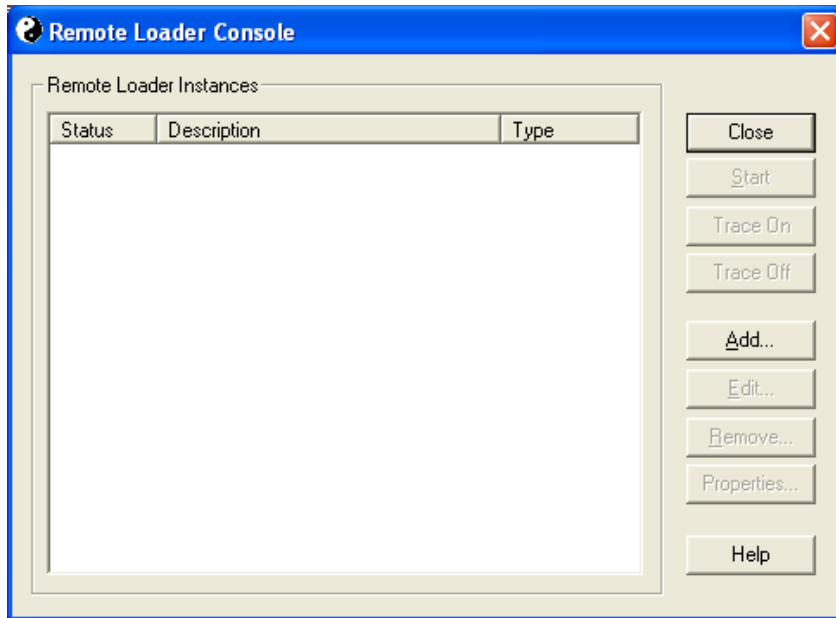 Remote Loader Console
Remote Loader Instances
Status Description Type
Close
Start
Trace On
Trace Off
Add...
Edit...
Remove...
Properties...
Help